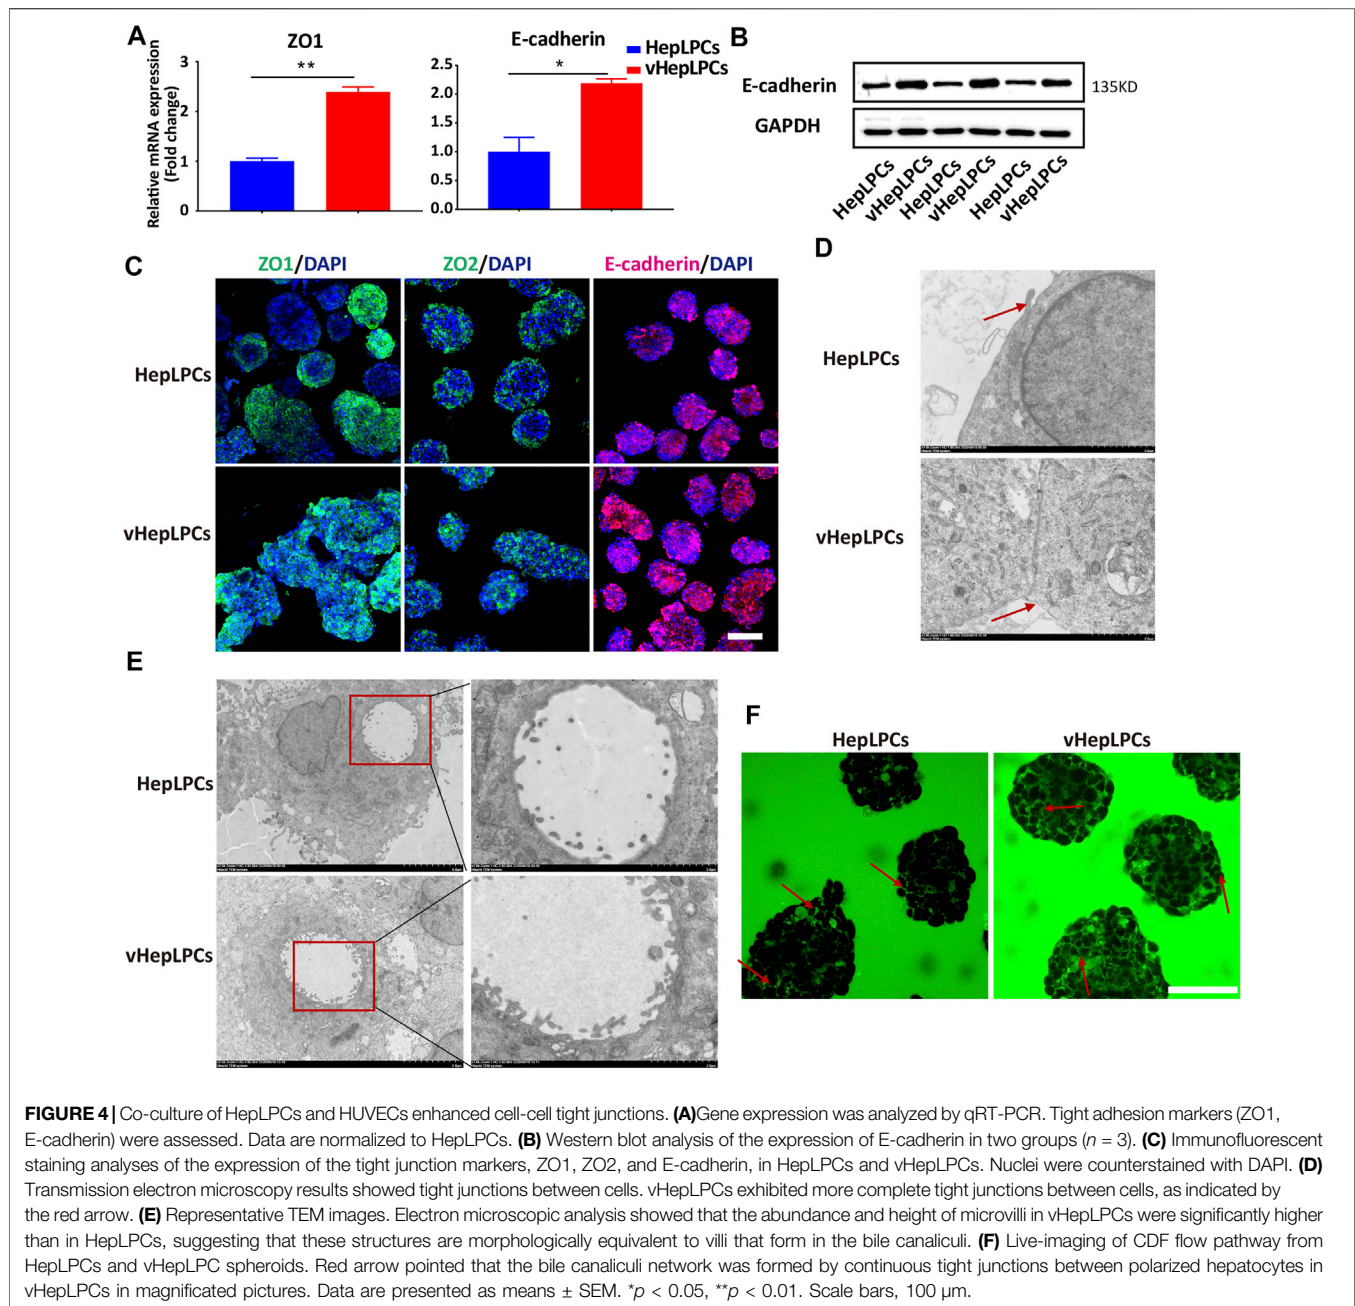 A
ZO1
**
Relative mRNA expression
(Fold change)
3
2
1
0
E-cadherin
*
2.5
2.0
1.5
1.0
0.5
0.0
HepLPCs
vHepLPCs
B
E-cadherin
135KD
GAPDH
HepLPCs
vHepLPCs
HepLPCs
vHepLPCs
HepLPCs
vHepLPCs
C
ZO1/DAPI
ZO2/DAPI
E-cadherin/DAPI
HepLPCs
vHepLPCs
D
HepLPCs
vHepLPCs
E
HepLPCs
vHepLPCs
F
HepLPCs
vHepLPCs
FIGURE 4 | Co-culture of HepLPCs and HUVECs enhanced cell-cell tight junctions. (A)Gene expression was analyzed by qRT-PCR. Tight adhesion markers (ZO1,
E-cadherin) were assessed. Data are normalized to HepLPCs. (B) Western blot analysis of the expression of E-cadherin in two groups (n = 3). (C) Immunofluorescent
staining analyses of the expression of the tight junction markers, ZO1, ZO2, and E-cadherin, in HepLPCs and vHepLPCs. Nuclei were counterstained with DAPI. (D)
Transmission electron microscopy results showed tight junctions between cells. vHepLPCs exhibited more complete tight junctions between cells, as indicated by
the red arrow. (E) Representative TEM images. Electron microscopic analysis showed that the abundance and height of microvilli in vHepLPCs were significantly higher
than in HepLPCs, suggesting that these structures are morphologically equivalent to villi that form in the bile canaliculi. (F) Live-imaging of CDF flow pathway from
HepLPCs and vHepLPC spheroids. Red arrow pointed that the bile canaliculi network was formed by continuous tight junctions between polarized hepatocytes in
vHepLPCs in magnificated pictures. Data are presented as means ± SEM. *p < 0.05, **p < 0.01. Scale bars, 100 μm.